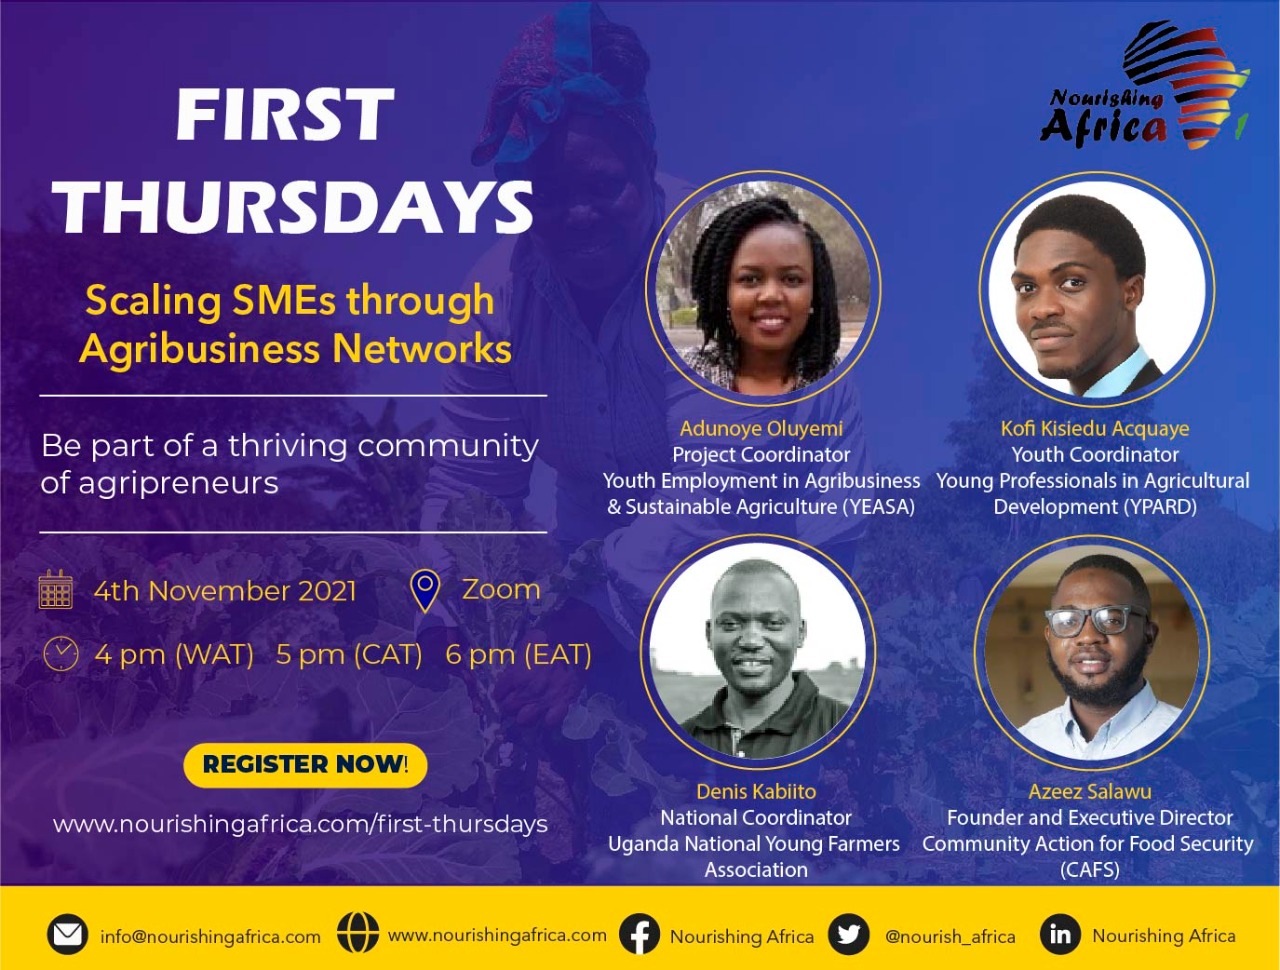 FIRST
THURSDAYS
Scaling SMEs through
Agribusiness Networks
Be part of a thriving community
of agripreneurs
4th November 2021
Zoom
4 pm (WAT) 5 pm (CAT) 6 pm (EAT)
REGISTER NOW!
www.nourishingafrica.com/first-thursdays
Nourishing
Africa
Adunoye Oluyemi
Project Coordinator
Youth Employment in Agribusiness
& Sustainable Agriculture (YEASA)
Kofi Kisiedu Acquaye
Youth Coordinator
Young Professionals in Agricultural
Development (YPARD)
Denis Kabiito
National Coordinator
Uganda National Young Farmers
Association
Azeez Salawu
Founder and Executive Director
Community Action for Food Security
(CAFS)
info@nourishingafrica.com
www.nourishingafrica.com
Nourishing Africa
@nourish_africa
in
Nourishing Africa